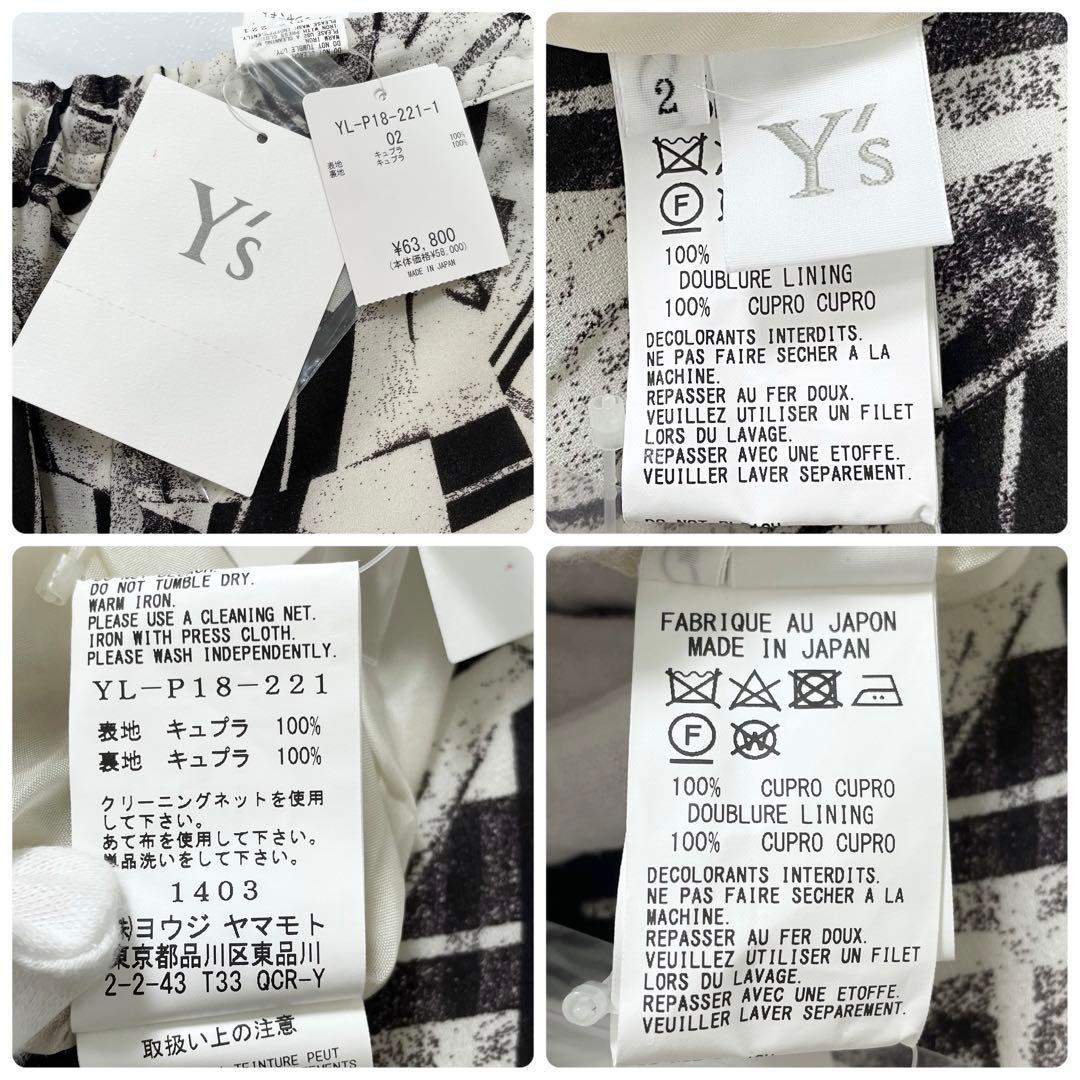 Y's
YL-P18-221-1
02
表地 キュプラ 100%
裏地 キュプラ 100%
¥63,800
(本体価格¥58,000)
MADE IN JAPAN
2
Y's
F
100%
DOUBLURE LINING
100% CUPRO CUPRO
DECOLORANTS INTERDITS.
NE PAS FAIRE SECHER A LA
MACHINE.
REPASSER AU FER DOUX.
VEUILLEZ UTILISER UN FILET
LORS DU LAVAGE.
REPASSER AVEC UNE ETOFFE.
VEUILLER LAVER SEPAREMENT.
DO NOT BLEACH
DO NOT TUMBLE DRY.
WARM IRON.
PLEASE USE A CLEANING NET.
IRON WITH PRESS CLOTH.
PLEASE WASH INDEPENDENTLY.
YL-P18-221
表地 キュプラ 100%
裏地 キュプラ 100%
クリーニングネットを使用
して下さい。
あて布を使用して下さい。
単品洗いをして下さい。
1403
㈱ヨウジ ヤマモト
東京都品川区東品川
2-2-43 T33 QCR-Y
取扱い上の注意
TEINTURE PEUT
FABRIQUE AU JAPON
MADE IN JAPAN
F W
100% CUPRO CUPRO
DOUBLURE LINING
100% CUPRO CUPRO
DECOLORANTS INTERDITS.
NE PAS FAIRE SECHER A LA
MACHINE.
REPASSER AU FER DOUX.
VEUILLEZ UTILISER UN FILET
LORS DU LAVAGE.
REPASSER AVEC UNE ETOFFE.
VEUILLER LAVER SEPAREMENT.